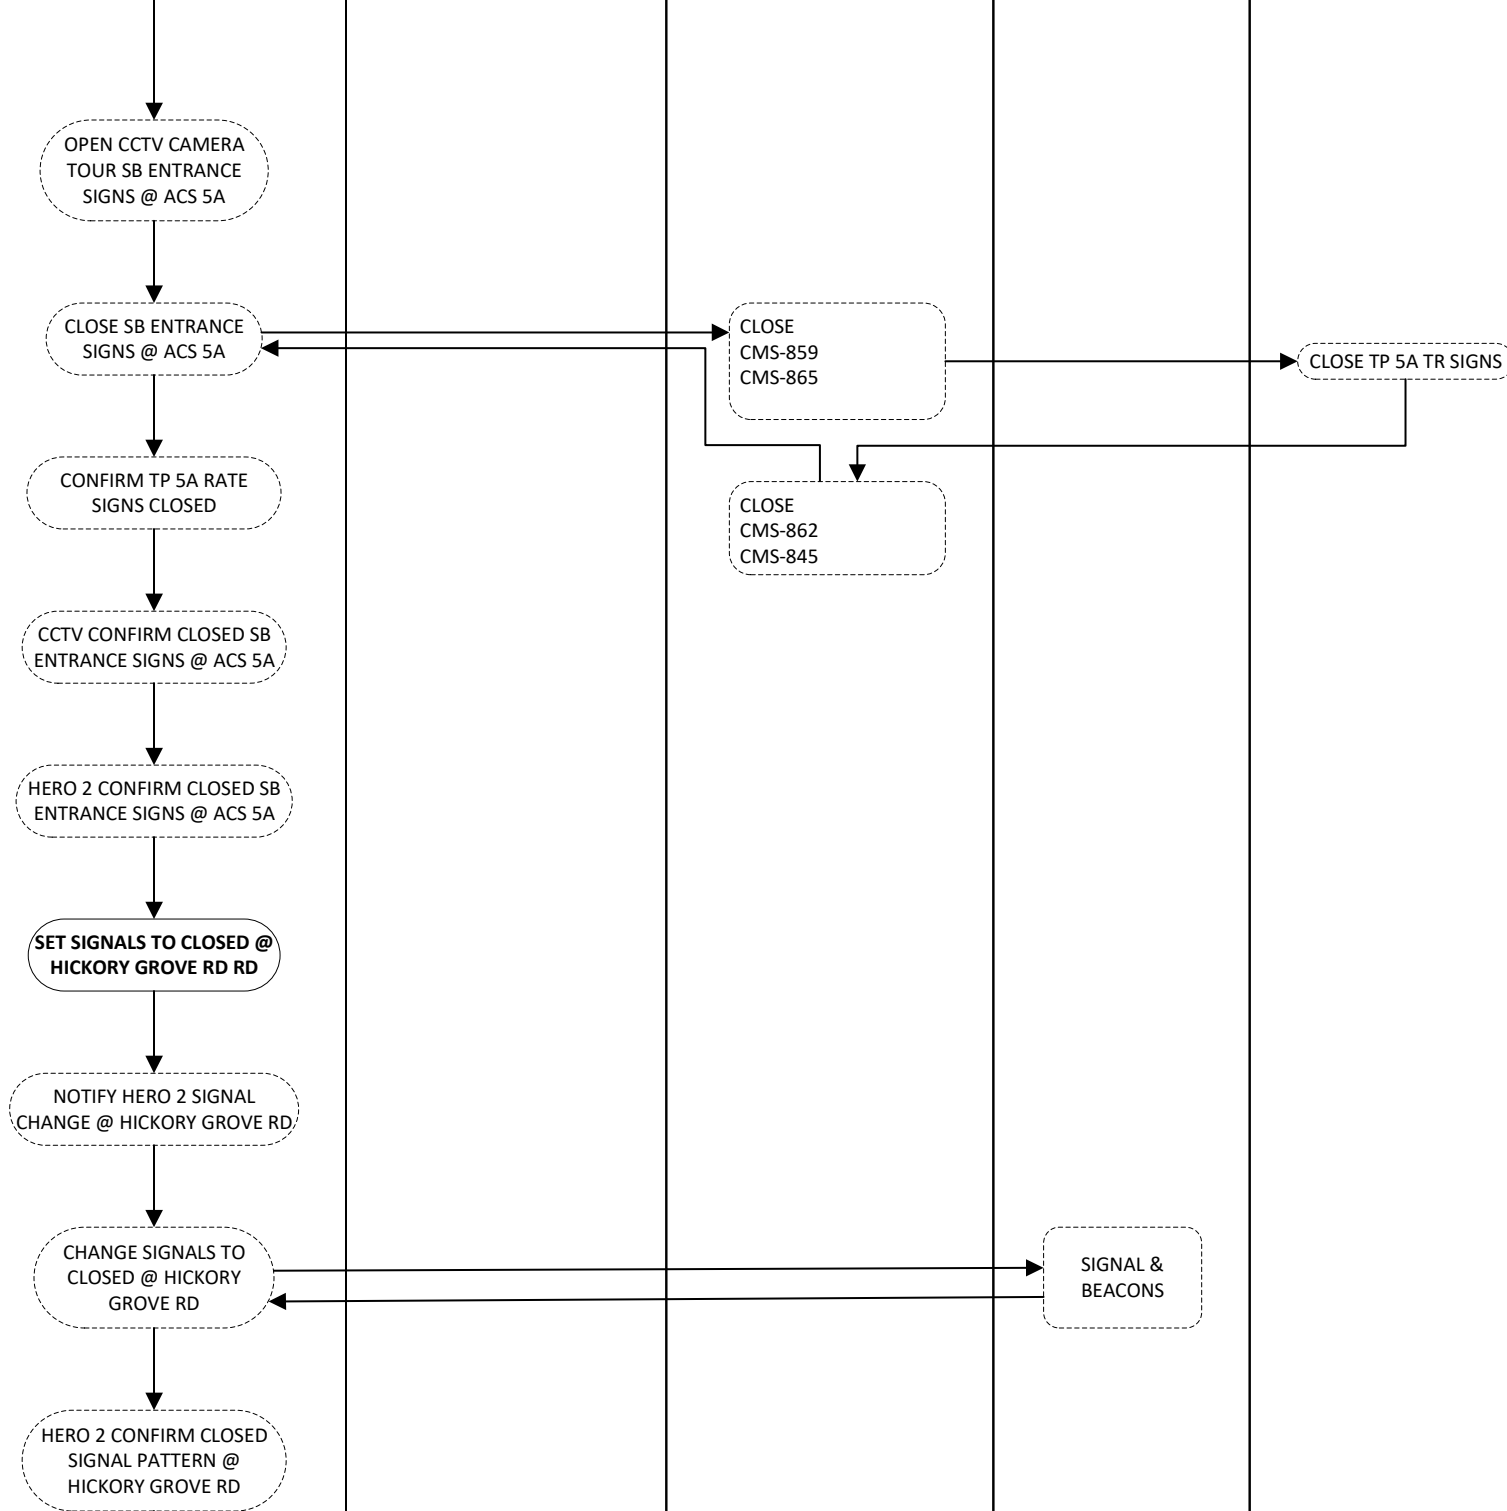 OPEN CCTV CAMERA
TOUR SB ENTRANCE
SIGNS @ ACS 5A
CLOSE SB ENTRANCE
SIGNS @ ACS 5A
CLOSE
CMS-859
CMS-865
CLOSE TP 5A TR SIGNS
CONFIRM TP 5A RATE
SIGNS CLOSED
CLOSE
CMS-862
CMS-845
CCTV CONFIRM CLOSED SB
ENTRANCE SIGNS @ ACS 5A
HERO 2 CONFIRM CLOSED SB
ENTRANCE SIGNS @ ACS 5A
SET SIGNALS TO CLOSED @
HICKORY GROVE RD RD
NOTIFY HERO 2 SIGNAL
CHANGE @ HICKORY GROVE RD
CHANGE SIGNALS TO
CLOSED @ HICKORY
GROVE RD
SIGNAL &
BEACONS
HERO 2 CONFIRM CLOSED
SIGNAL PATTERN @
HICKORY GROVE RD